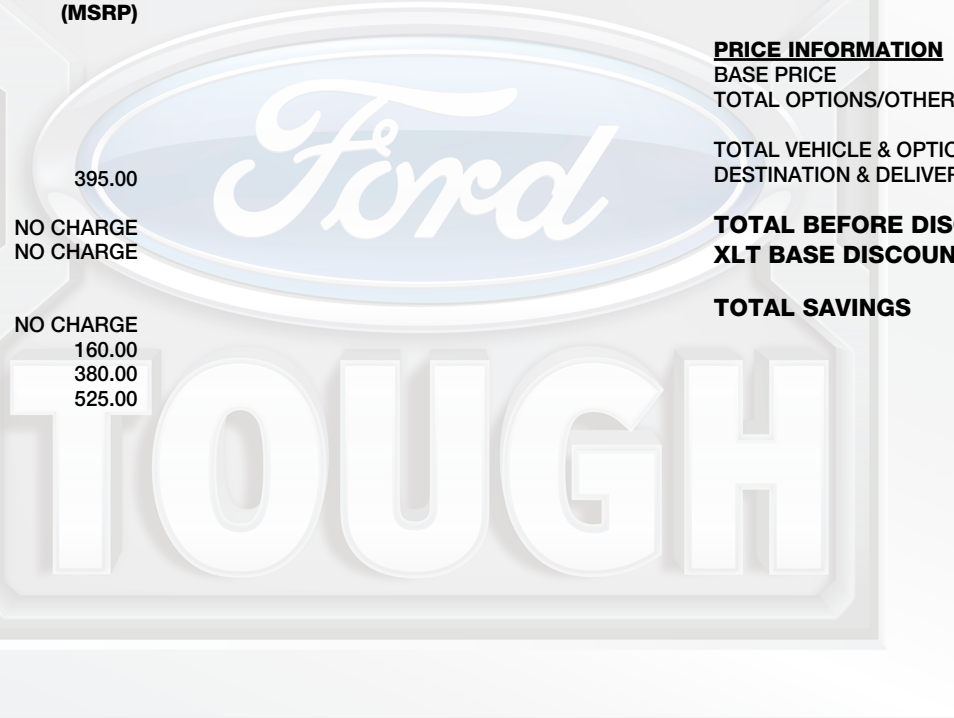 (MSRP)
395.00
NO CHARGE
NO CHARGE
NO CHARGE
160.00
380.00
525.00
PRICE INFORMATION
BASE PRICE
TOTAL OPTIONS/OTHER
TOTAL VEHICLE & OPTIO
DESTINATION & DELIVER
TOTAL BEFORE DIS
XLT BASE DISCOUN
TOTAL SAVINGS
Ford
TOUGH